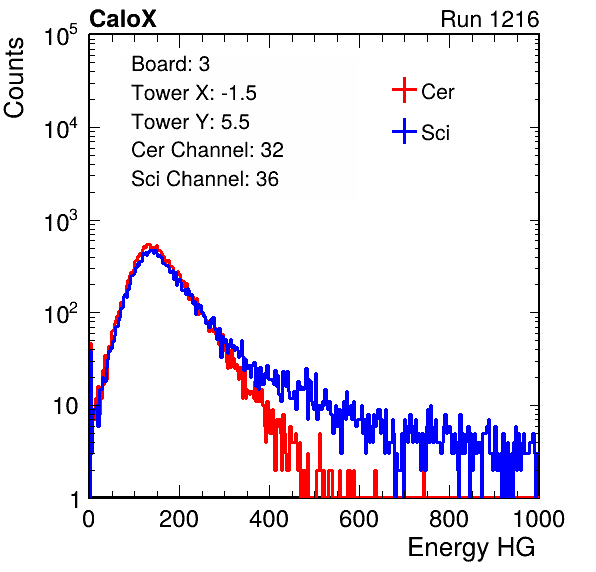 CaloX Run 1216
Counts
Board: 3
Tower X: -1.5
Tower Y: 5.5
Cer Channel: 32
Sci Channel: 36
Cer
Sci
10^5
10^4
10^3
10^2
10
1
0 200 400 600 800 1000
Energy HG